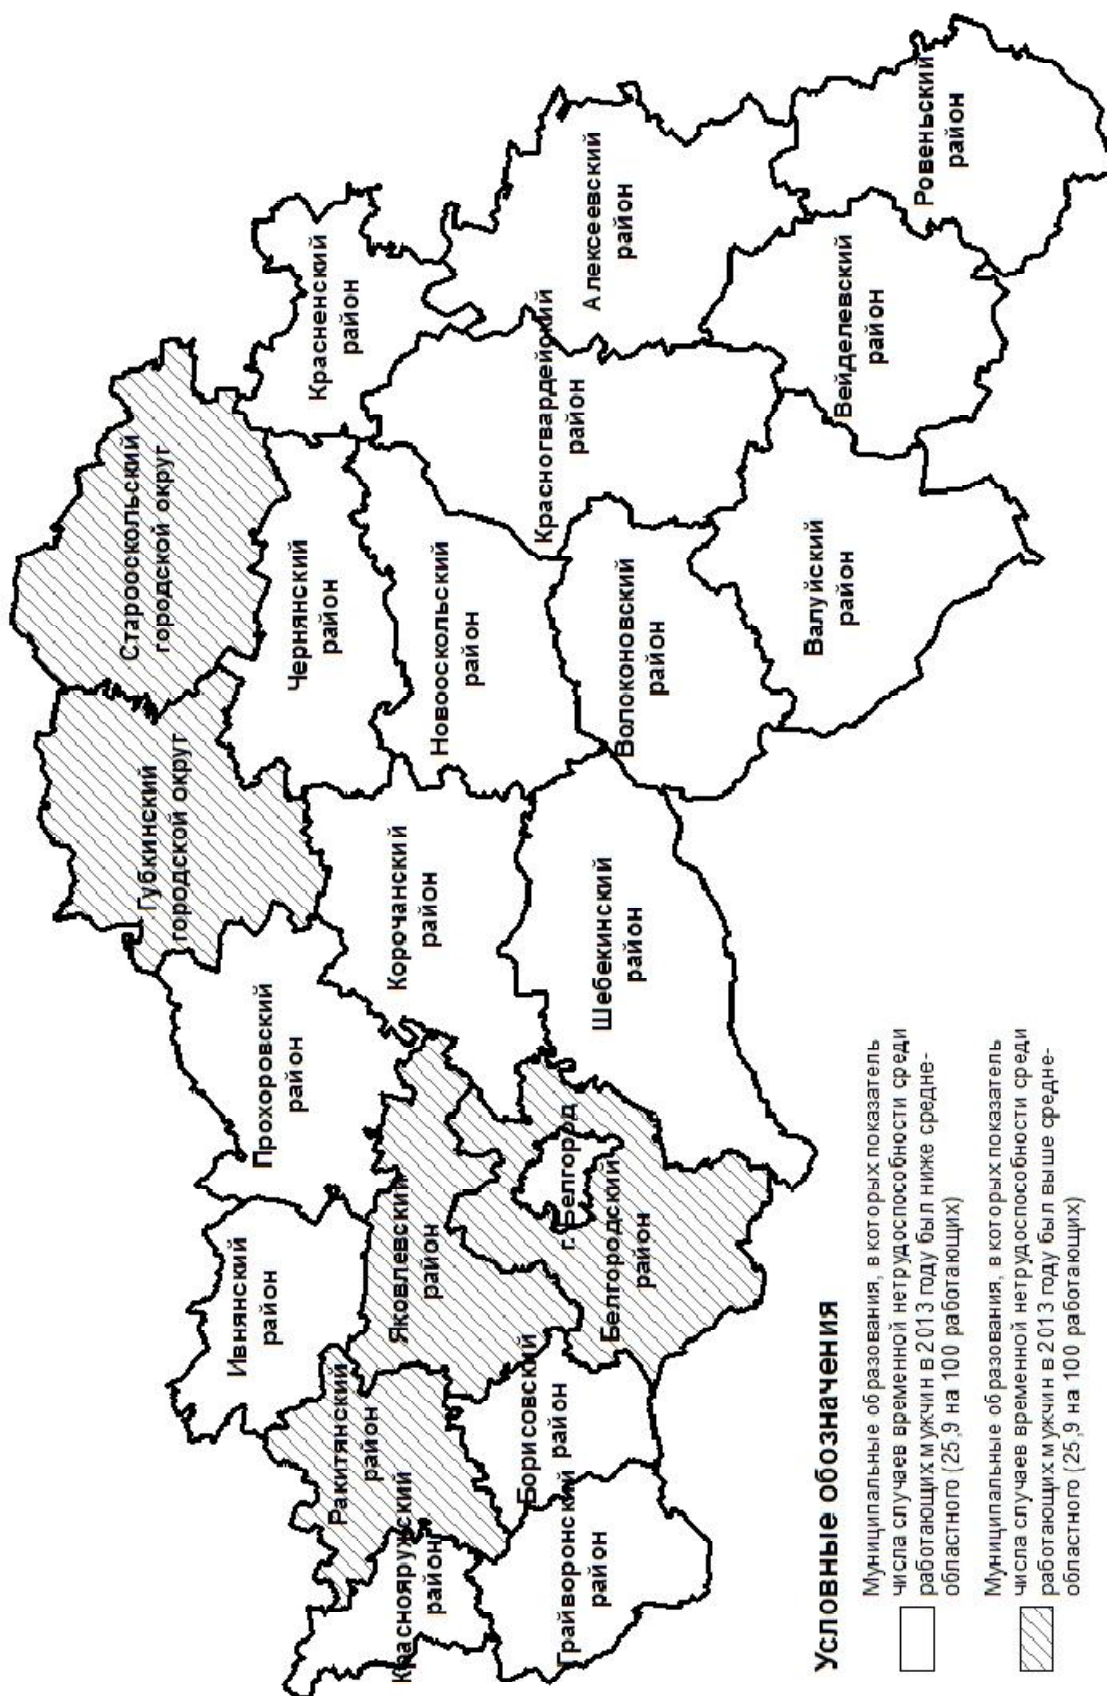 Старооскольский
городской округ
Губкинский
городской округ
Красненский
район
Чернянский
район
Прохоровский
район
Корочанский
район
Новооскольский
район
Красногвардейский
район
Алексеевский
район
Ивнянский
район
Ракитянский
район
Яковлевский
район
Краснояружский
район
Борисовский
район
Грайворонский
район
г. Белгород
Белгородский
район
Шебекинский
район
Волоконовский
район
Валуйский
район
Вейделевский
район
Ровеньский
район
Условные обозначения
Муниципальные образования, в которых показатель
числа случаев временной нетрудоспособности среди
работающих мужчин в 2013 году был ниже средне-
областного (25,9 на 100 работающих)
Муниципальные образования, в которых показатель
числа случаев временной нетрудоспособности среди
работающих мужчин в 2013 году был выше средне-
областного (25,9 на 100 работающих)